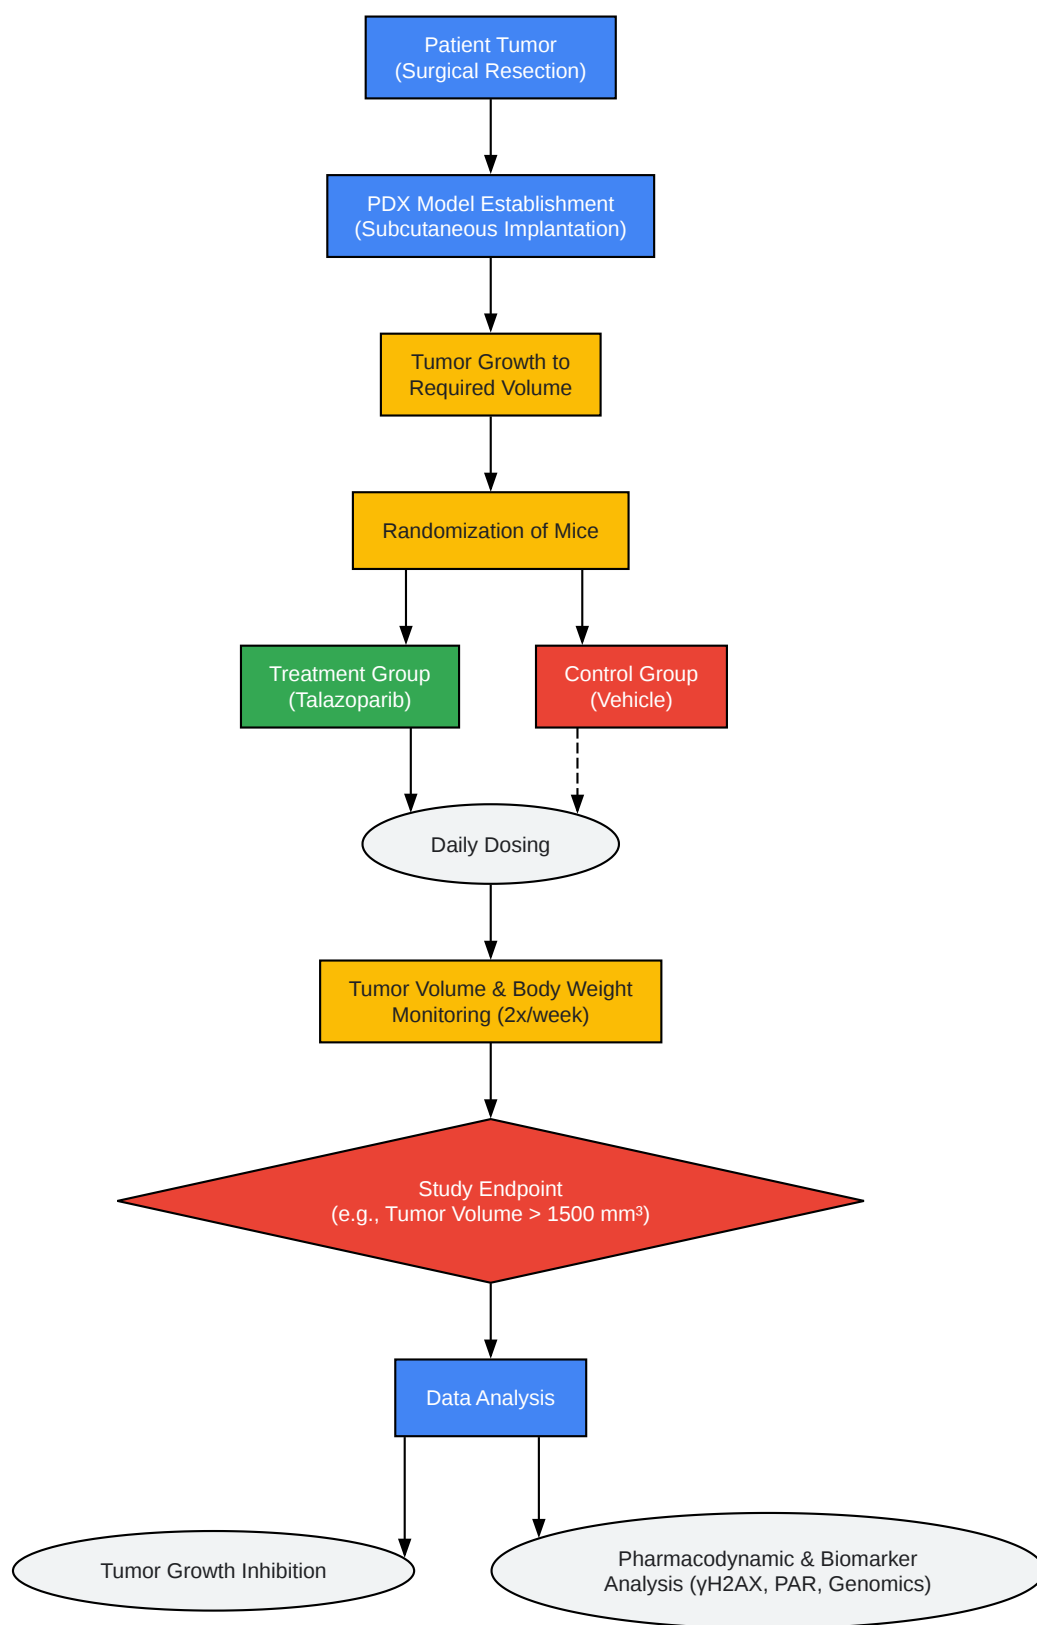 Patient Tumor
(Surgical Resection)
PDX Model Establishment
(Subcutaneous Implantation)
Tumor Growth to
Required Volume
Randomization of Mice
Treatment Group
(Talazoparib)
Control Group
(Vehicle)
Daily Dosing
Tumor Volume & Body Weight
Monitoring (2x/week)
Study Endpoint
(e.g., Tumor Volume > 1500 mm³)
Data Analysis
Tumor Growth Inhibition
Pharmacodynamic & Biomarker
Analysis (γH2AX, PAR, Genomics)